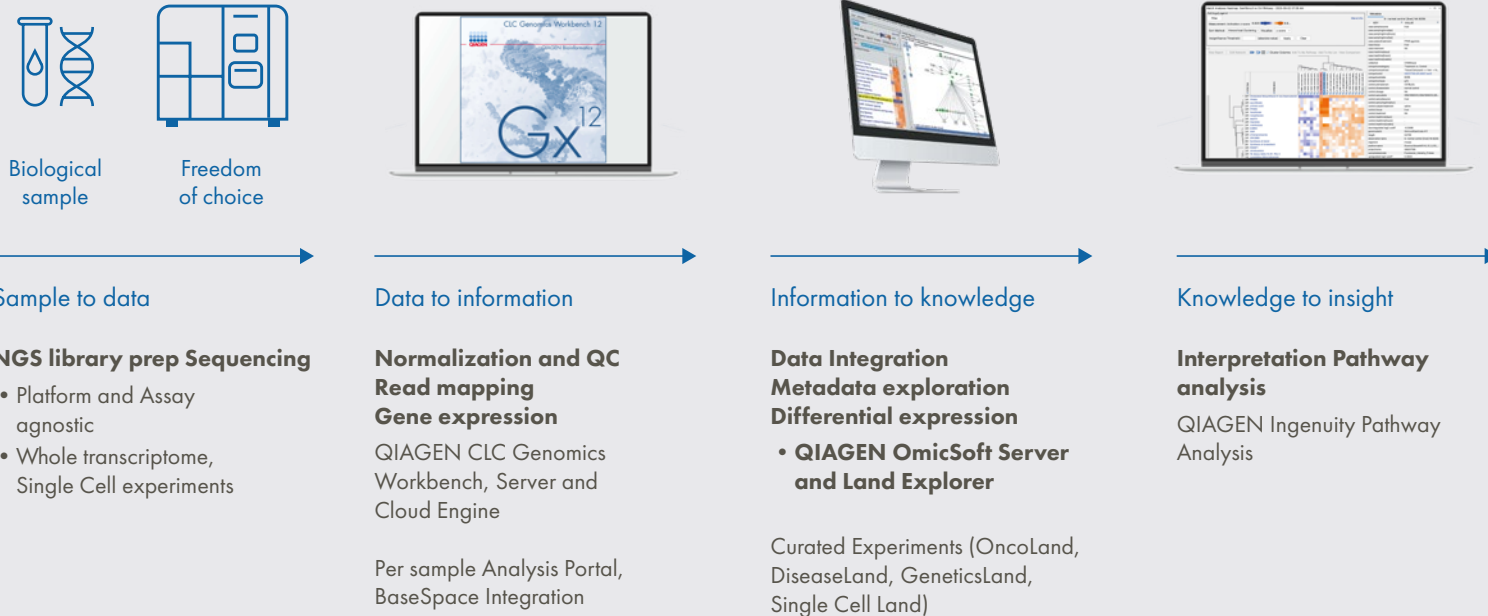 CLC Genomics Workbench 12
QIAGEN
QIAGEN Bioinformatics
Gx 12
Biological
sample
Freedom
of choice
Sample to data
NGS library prep Sequencing
• Platform and Assay
agnostic
• Whole transcriptome,
Single Cell experiments
Data to information
Normalization and QC
Read mapping
Gene expression
QIAGEN CLC Genomics
Workbench, Server and
Cloud Engine
Per sample Analysis Portal,
BaseSpace Integration
Information to knowledge
Data Integration
Metadata exploration
Differential expression
• QIAGEN OmicSoft Server
and Land Explorer
Curated Experiments (OncoLand,
DiseaseLand, GeneticsLand,
Single Cell Land)
Knowledge to insight
Interpretation Pathway
analysis
QIAGEN Ingenuity Pathway
Analysis